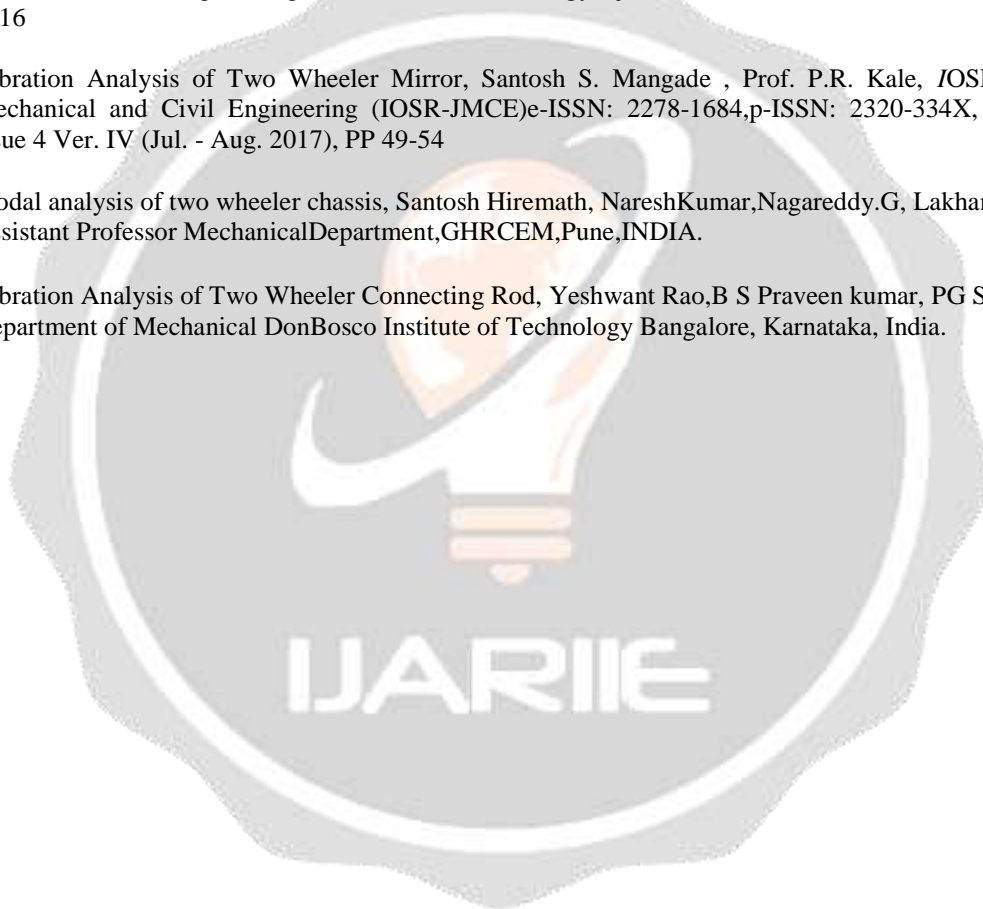 16
bration Analysis of Two Wheeler Mirror, Santosh S. Mangade , Prof. P.R. Kale, IOS
echanical and Civil Engineering (IOSR-JMCE)e-ISSN: 2278-1684,p-ISSN: 2320-334X,
ue 4 Ver. IV (Jul. - Aug. 2017), PP 49-54
odal analysis of two wheeler chassis, Santosh Hiremath, NareshKumar,Nagareddy.G, Lakhan
ssistant Professor MechanicalDepartment,GHRCEM,Pune,INDIA.
bration Analysis of Two Wheeler Connecting Rod, Yeshwant Rao,B S Praveen kumar, PG S
epartment of Mechanical DonBosco Institute of Technology Bangalore, Karnataka, India.
IJARIIE